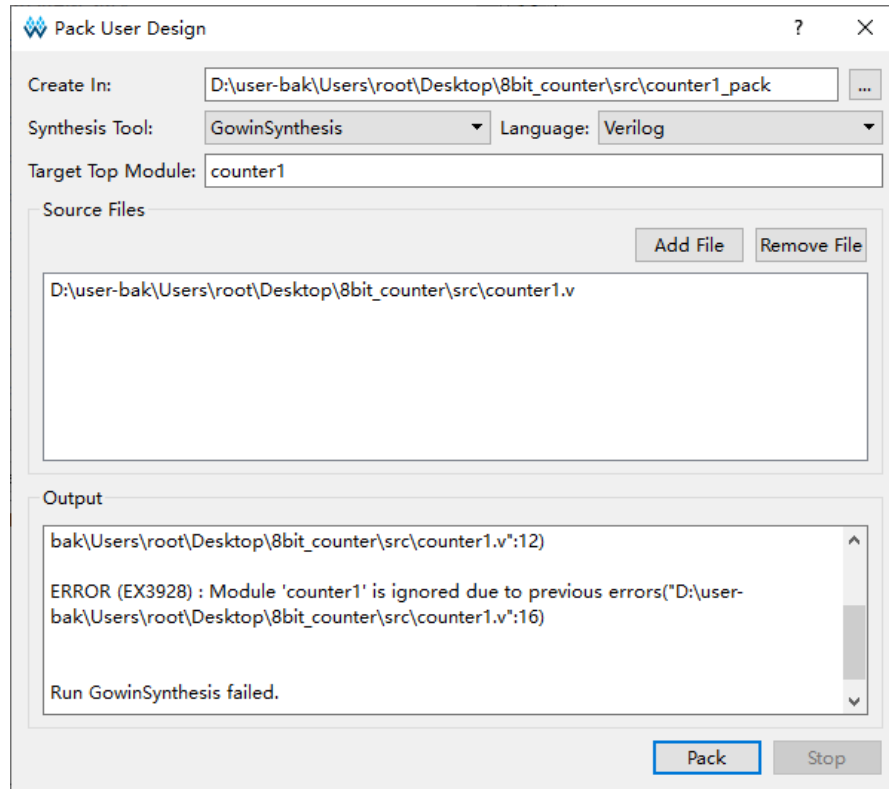 Pack User Design ? ×
Create In: D:\user-bak\Users\root\Desktop\8bit_counter\src\counter1_pack ...
Synthesis Tool: GowinSynthesis Language: Verilog
Target Top Module: counter1
Source Files
Add File Remove File
D:\user-bak\Users\root\Desktop\8bit_counter\src\counter1.v
Output
bak\Users\root\Desktop\8bit_counter\src\counter1.v":12)
ERROR (EX3928) : Module 'counter1' is ignored due to previous errors("D:\user-
bak\Users\root\Desktop\8bit_counter\src\counter1.v":16)
Run GowinSynthesis failed.
Pack Stop